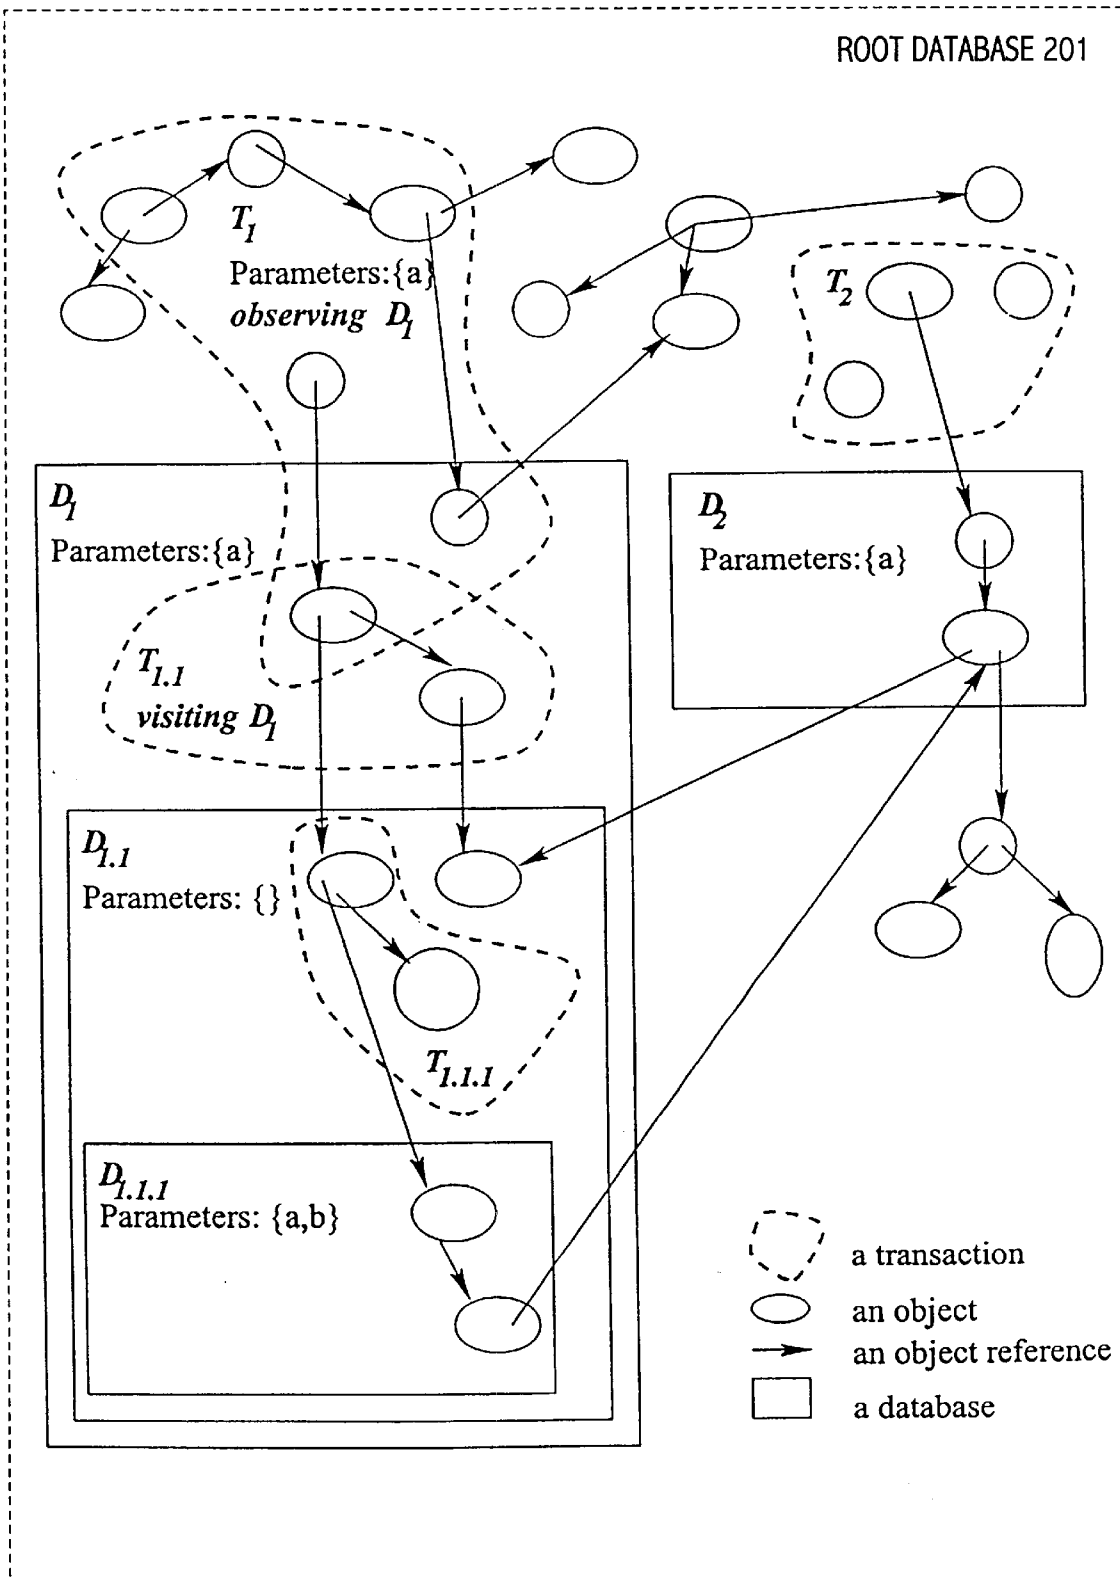 ROOT DATABASE 201
T1
Parameters:{a}
observing D1
T2
D1
Parameters:{a}
D2
Parameters:{a}
T1.1
visiting D1
D1.1
Parameters: {}
T1.1.1
D1.1.1
Parameters: {a,b}
a transaction
an object
an object reference
a database